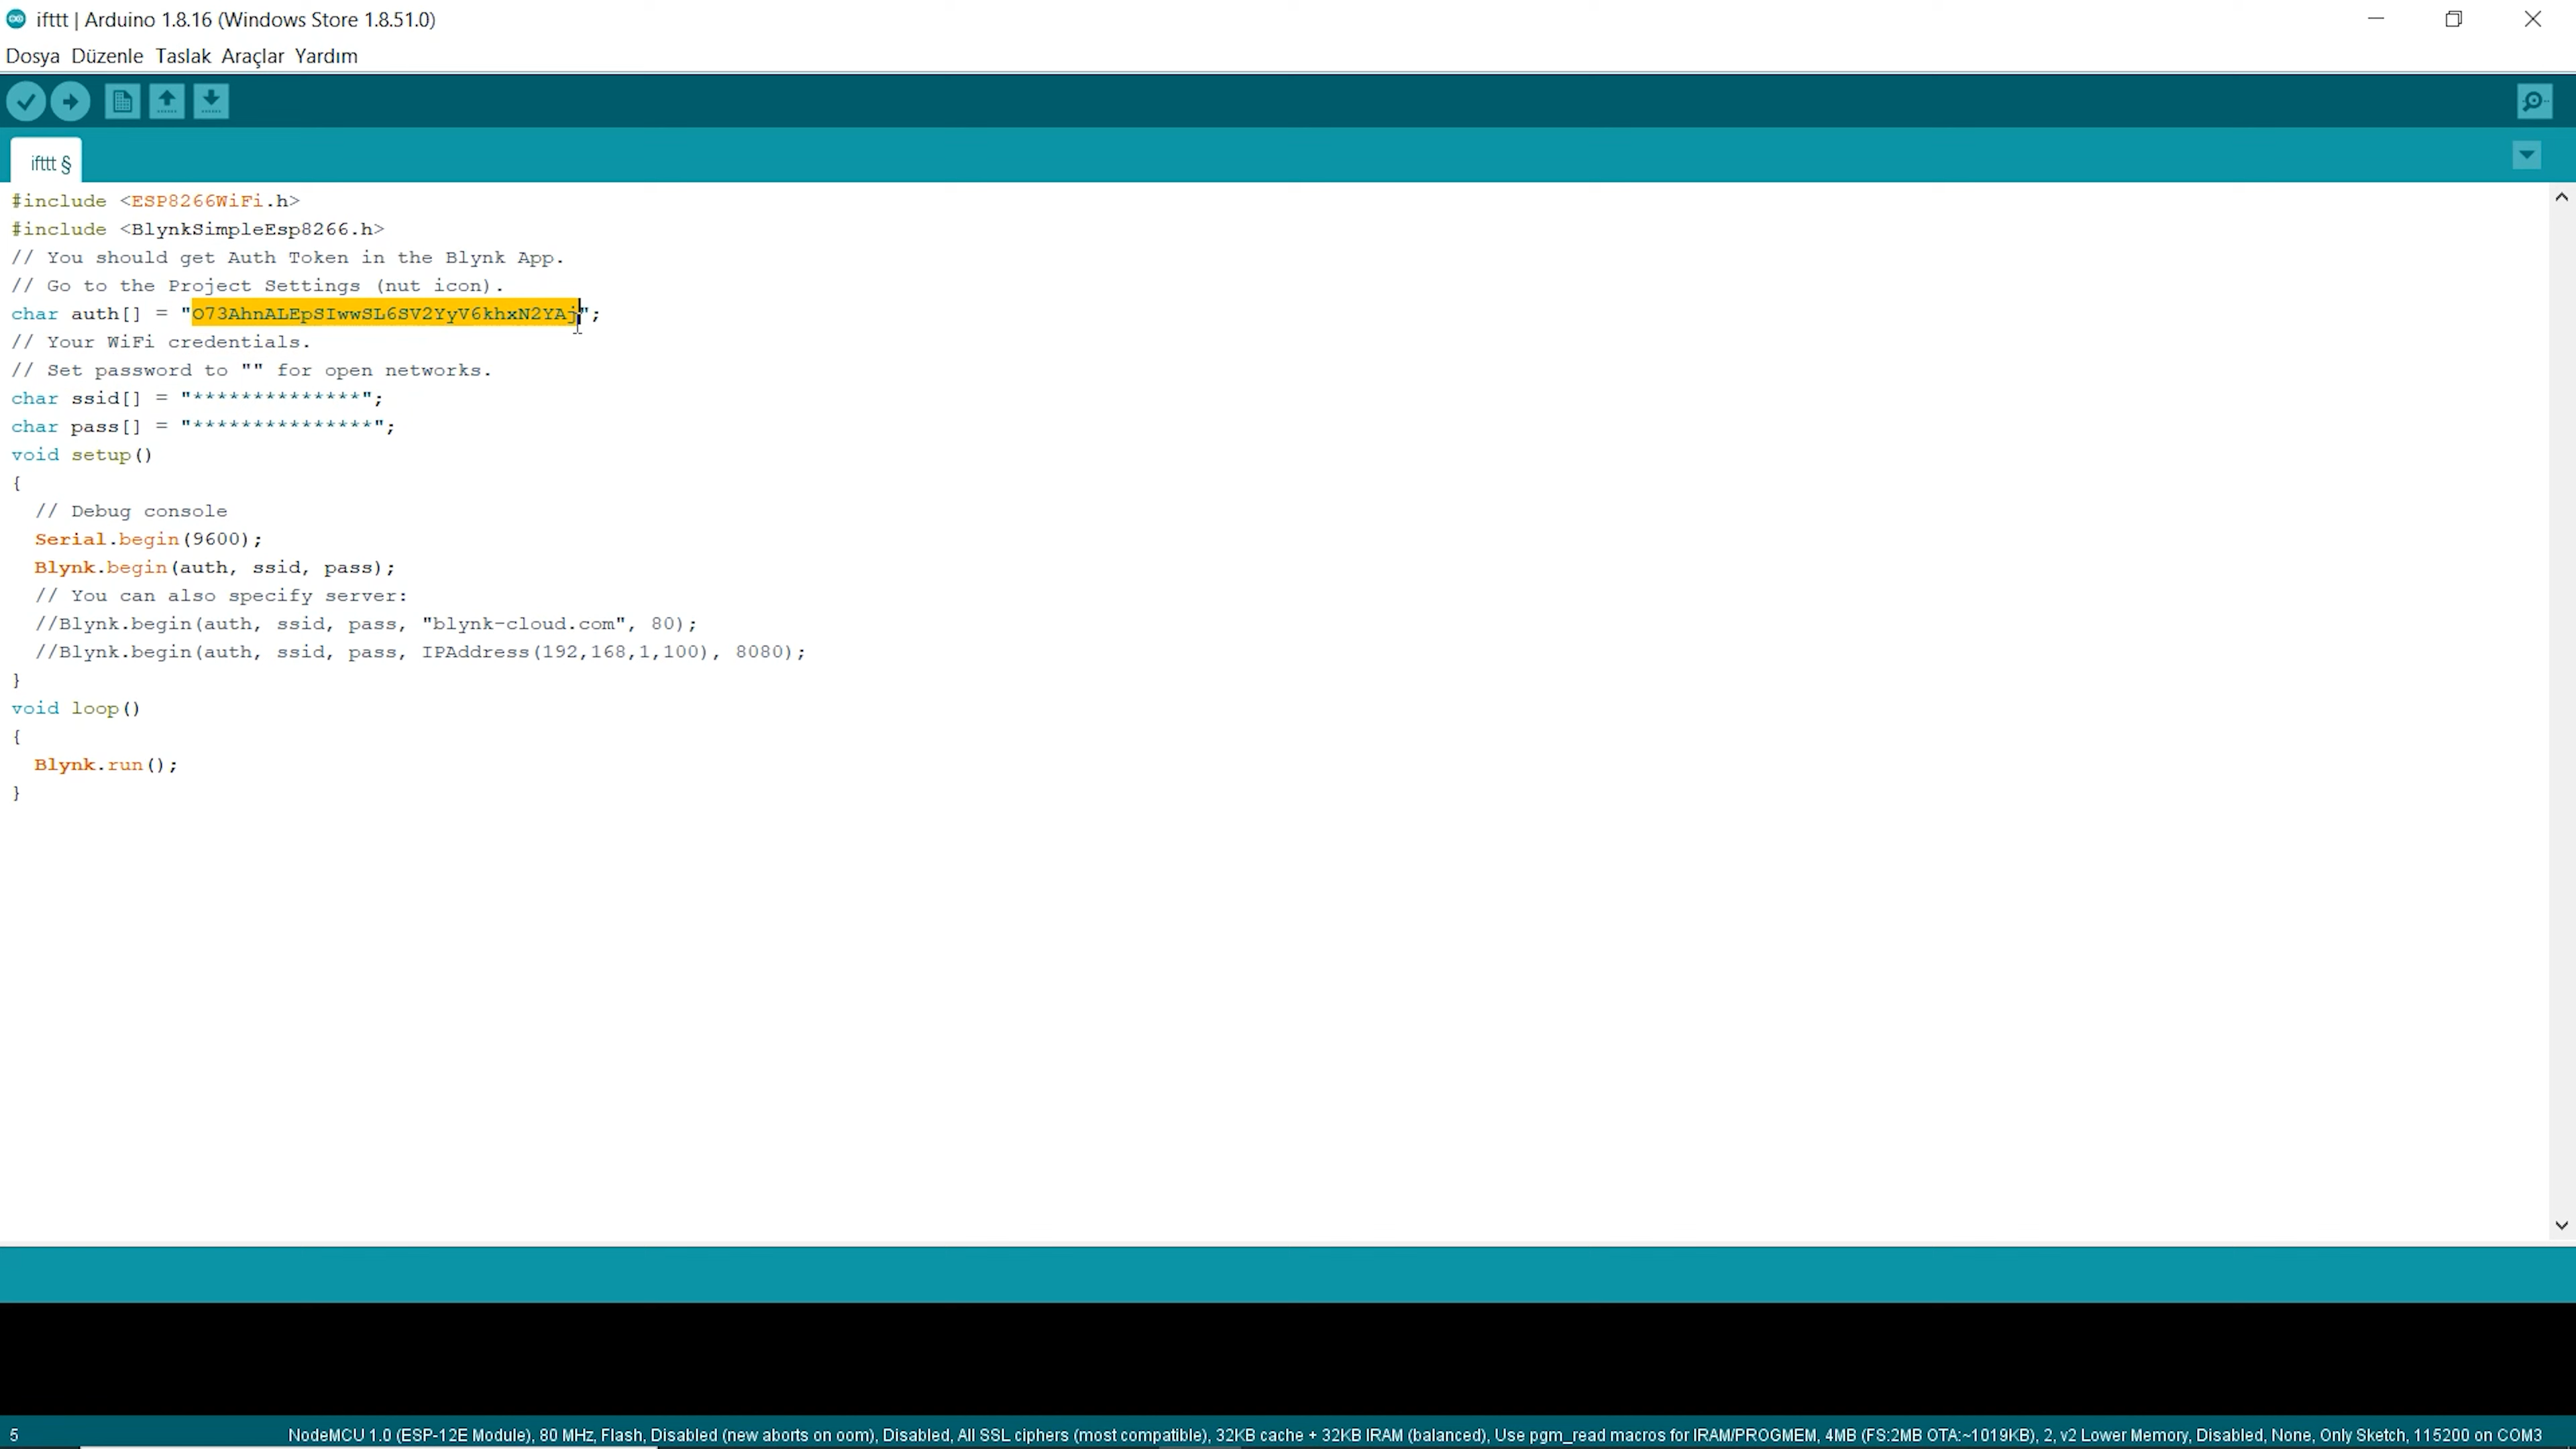 ifttt | Arduino 1.8.16 (Windows Store 1.8.51.0)
Dosya Düzenle Taslak Araçlar Yardım
ifttt §
#include <ESP8266WiFi.h>
#include <BlynkSimpleEsp8266.h>
// You should get Auth Token in the Blynk App.
// Go to the Project Settings (nut icon).
char auth[] = "O73AhnALEpSIwwSL6SV2YyV6khxN2YAj";
// Your WiFi credentials.
// Set password to "" for open networks.
char ssid[] = "**************";
char pass[] = "***************";
void setup()
{
  // Debug console
  Serial.begin(9600);
  Blynk.begin(auth, ssid, pass);
  // You can also specify server:
  //Blynk.begin(auth, ssid, pass, "blynk-cloud.com", 80);
  //Blynk.begin(auth, ssid, pass, IPAddress(192,168,1,100), 8080);
}
void loop()
{
  Blynk.run();
}
5 NodeMCU 1.0 (ESP-12E Module), 80 MHz, Flash, Disabled (new aborts on oom), Disabled, All SSL ciphers (most compatible), 32KB cache + 32KB IRAM (balanced), Use pgm_read macros for IRAM/PROGMEM, 4MB (FS:2MB OTA:~1019KB), 2, v2 Lower Memory, Disabled, None, Only Sketch, 115200 on COM3